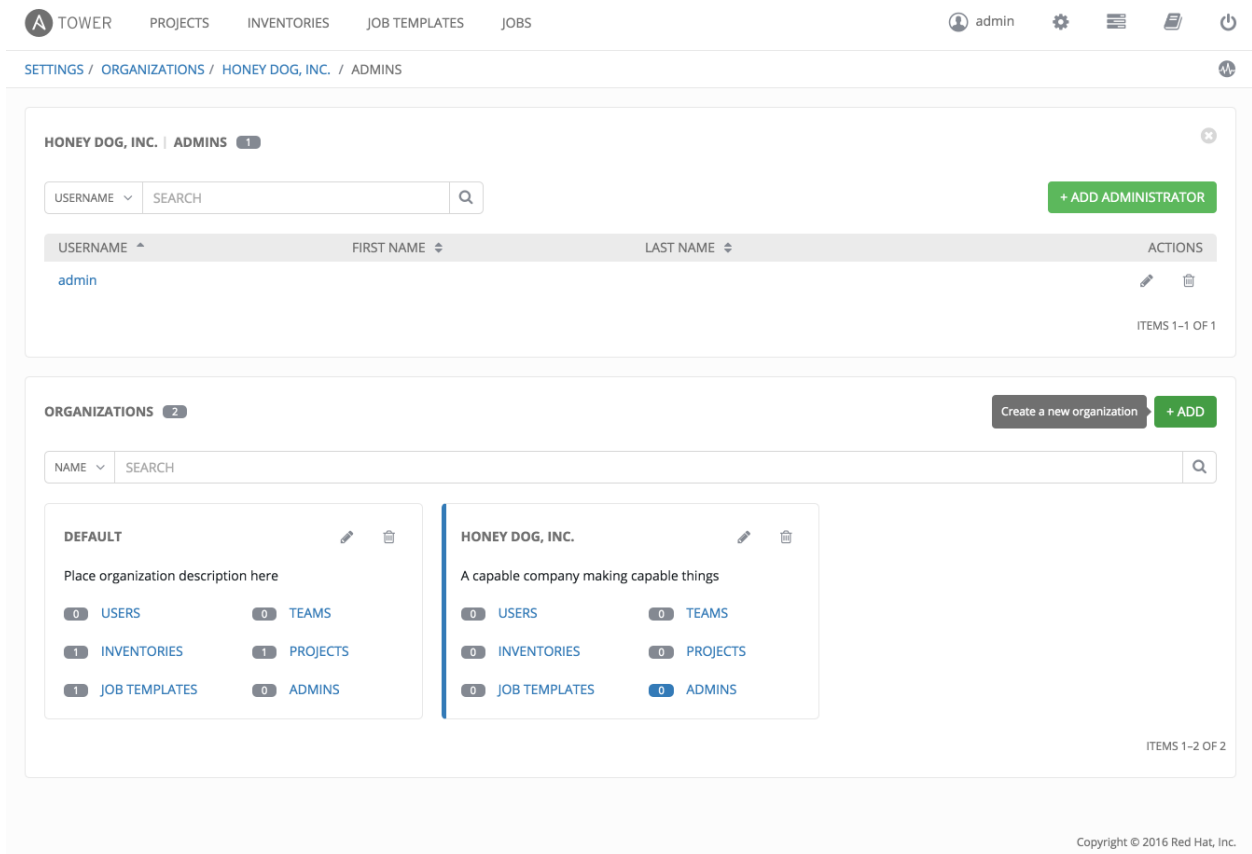 A TOWER PROJECTS INVENTORIES JOB TEMPLATES JOBS admin
SETTINGS / ORGANIZATIONS / HONEY DOG, INC. / ADMINS
HONEY DOG, INC. | ADMINS 1
USERNAME SEARCH + ADD ADMINISTRATOR
USERNAME FIRST NAME LAST NAME ACTIONS
admin
ITEMS 1–1 OF 1
ORGANIZATIONS 2 Create a new organization + ADD
NAME SEARCH
DEFAULT
Place organization description here
0 USERS 0 TEAMS
1 INVENTORIES 1 PROJECTS
1 JOB TEMPLATES 0 ADMINS
HONEY DOG, INC.
A capable company making capable things
0 USERS 0 TEAMS
0 INVENTORIES 0 PROJECTS
0 JOB TEMPLATES 0 ADMINS
ITEMS 1–2 OF 2
Copyright © 2016 Red Hat, Inc.